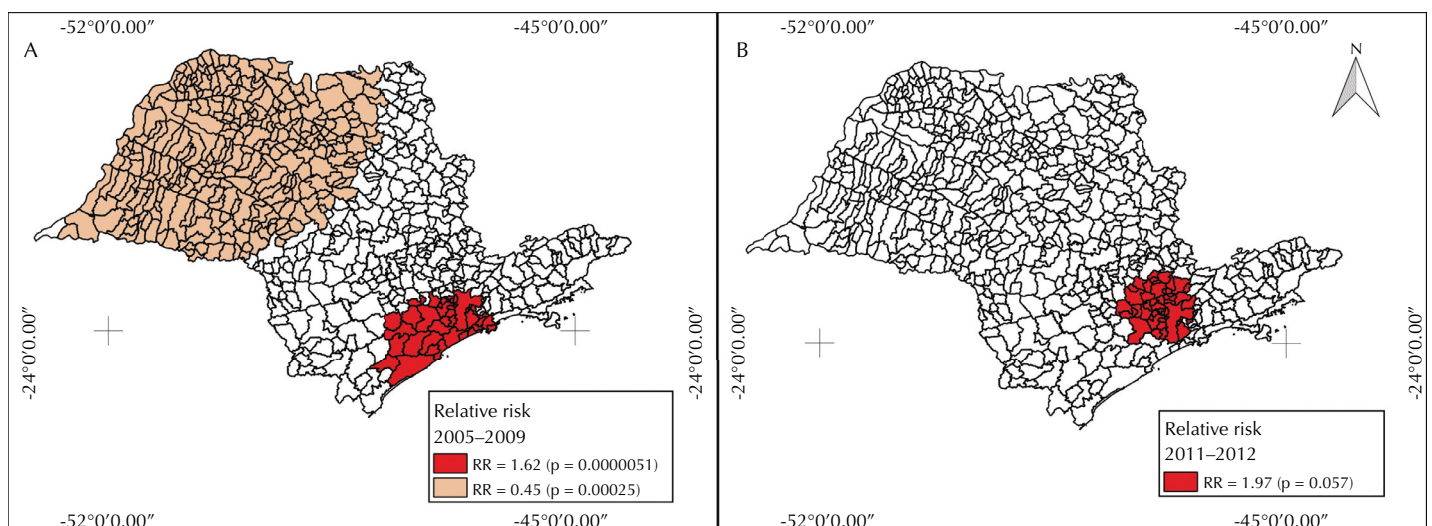 -52°0′0.00″ -45°0′0.00″
A
-24°0′0.00″
-24°0′0.00″
Relative risk
2005–2009
RR = 1.62 (p = 0.0000051)
RR = 0.45 (p = 0.00025)
-52°0′0.00″ -45°0′0.00″
-52°0′0.00″ -45°0′0.00″
B
N
-24°0′0.00″
-24°0′0.00″
Relative risk
2011–2012
RR = 1.97 (p = 0.057)
-52°0′0.00″ -45°0′0.00″